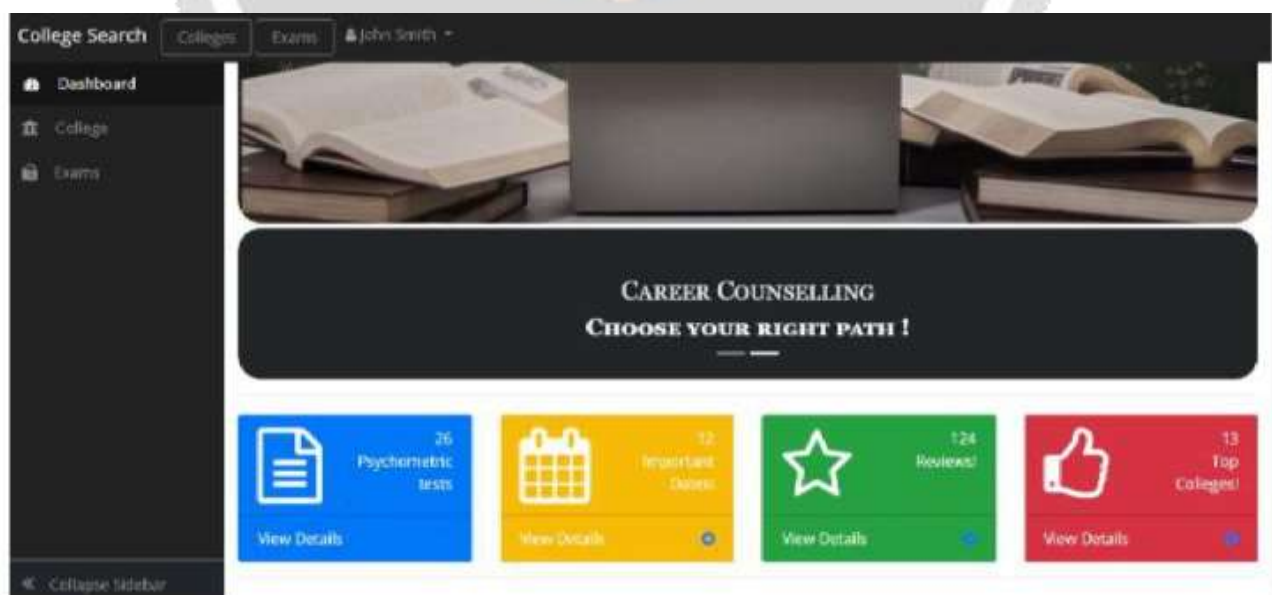 College Search Colleges Exams John Smith
Dashboard
College
Exams
CAREER COUNSELLING
CHOOSE YOUR RIGHT PATH !
26
Psychometric
tests
View Details
12
Important
Dates!
View Details
124
Reviews!
View Details
13
Top
Colleges!
View Details
Collapse Sidebar